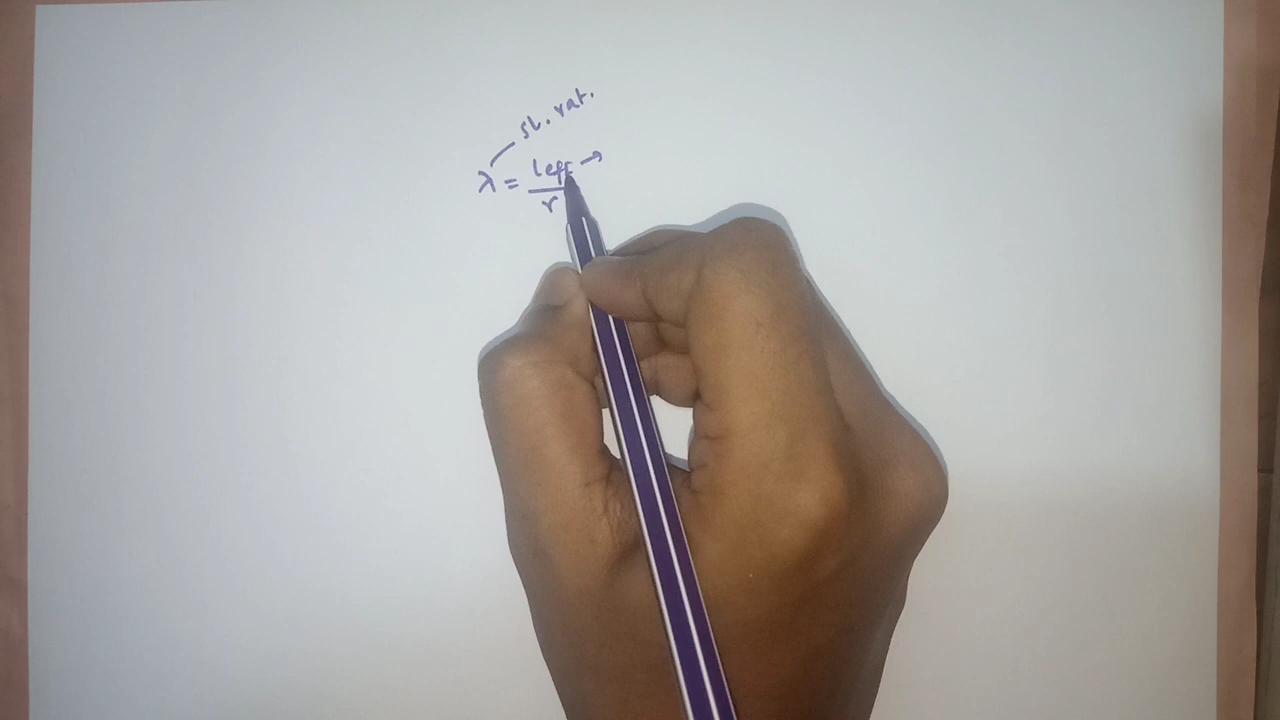 sl. rat.
λ = leff →
r